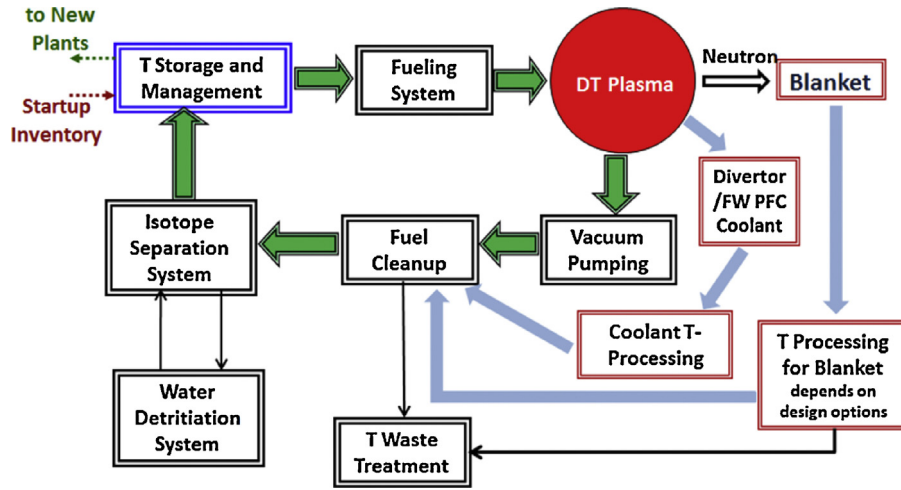 to New
Plants
Startup
Inventory
T Storage and
Management
Fueling
System
DT Plasma
Neutron
Blanket
Divertor
/FW PFC
Coolant
Isotope
Separation
System
Fuel
Cleanup
Vacuum
Pumping
Coolant T-
Processing
T Processing
for Blanket
depends on
design options
Water
Detritiation
System
T Waste
Treatment